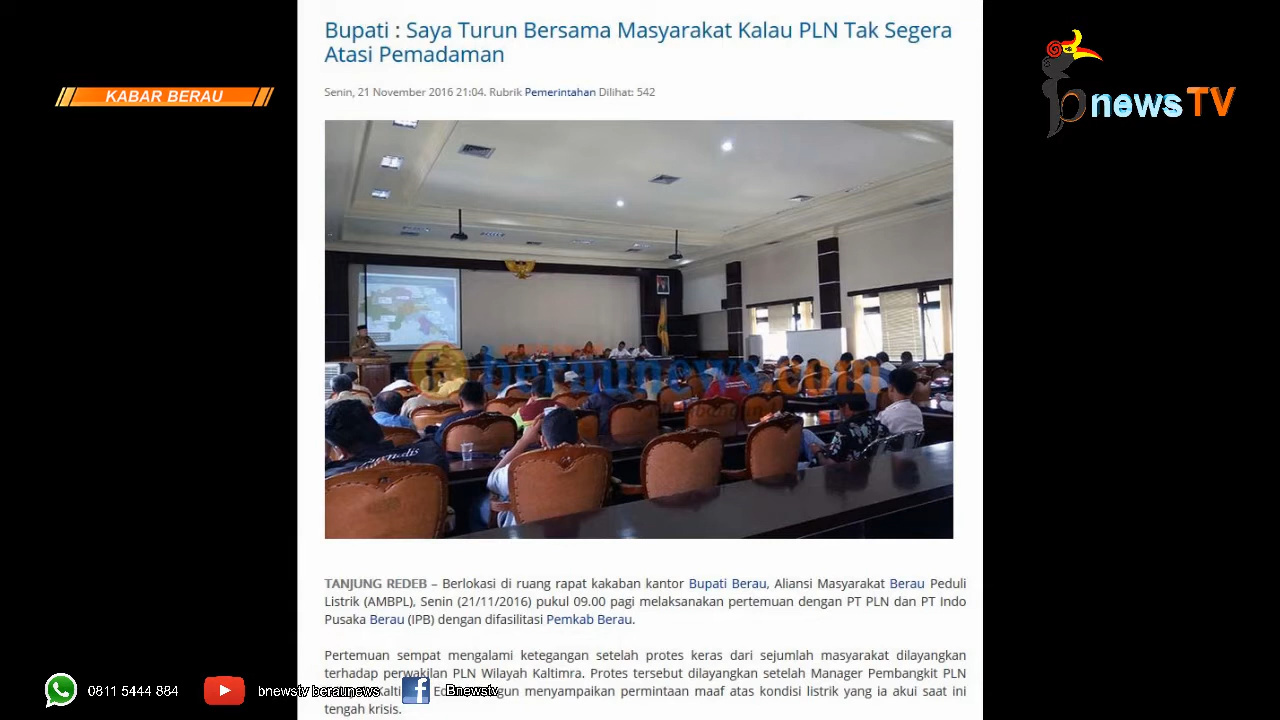 Bupati : Saya Turun Bersama Masyarakat Kalau PLN Tak Segera
Atasi Pemadaman
KABAR BERAU
bnewsTV
Senin, 21 November 2016 21:04. Rubrik Pemerintahan Dilihat: 542
beraunews.com
TANJUNG REDEB – Berlokasi di ruang rapat kakaban kantor Bupati Berau, Aliansi Masyarakat Berau Peduli
Listrik (AMBPL), Senin (21/11/2016) pukul 09.00 pagi melaksanakan pertemuan dengan PT PLN dan PT Indo
Pusaka Berau (IPB) dengan difasilitasi Pemkab Berau.
Pertemuan sempat mengalami ketegangan setelah protes keras dari sejumlah masyarakat dilayangkan
terhadap perwakilan PLN Wilayah Kaltimra. Protes tersebut dilayangkan setelah Manager Pembangkit PLN
menyampaikan permintaan maaf atas kondisi listrik yang ia akui saat ini
tengah krisis.
0811 5444 884
bnewstv beraunews
Bnewstv